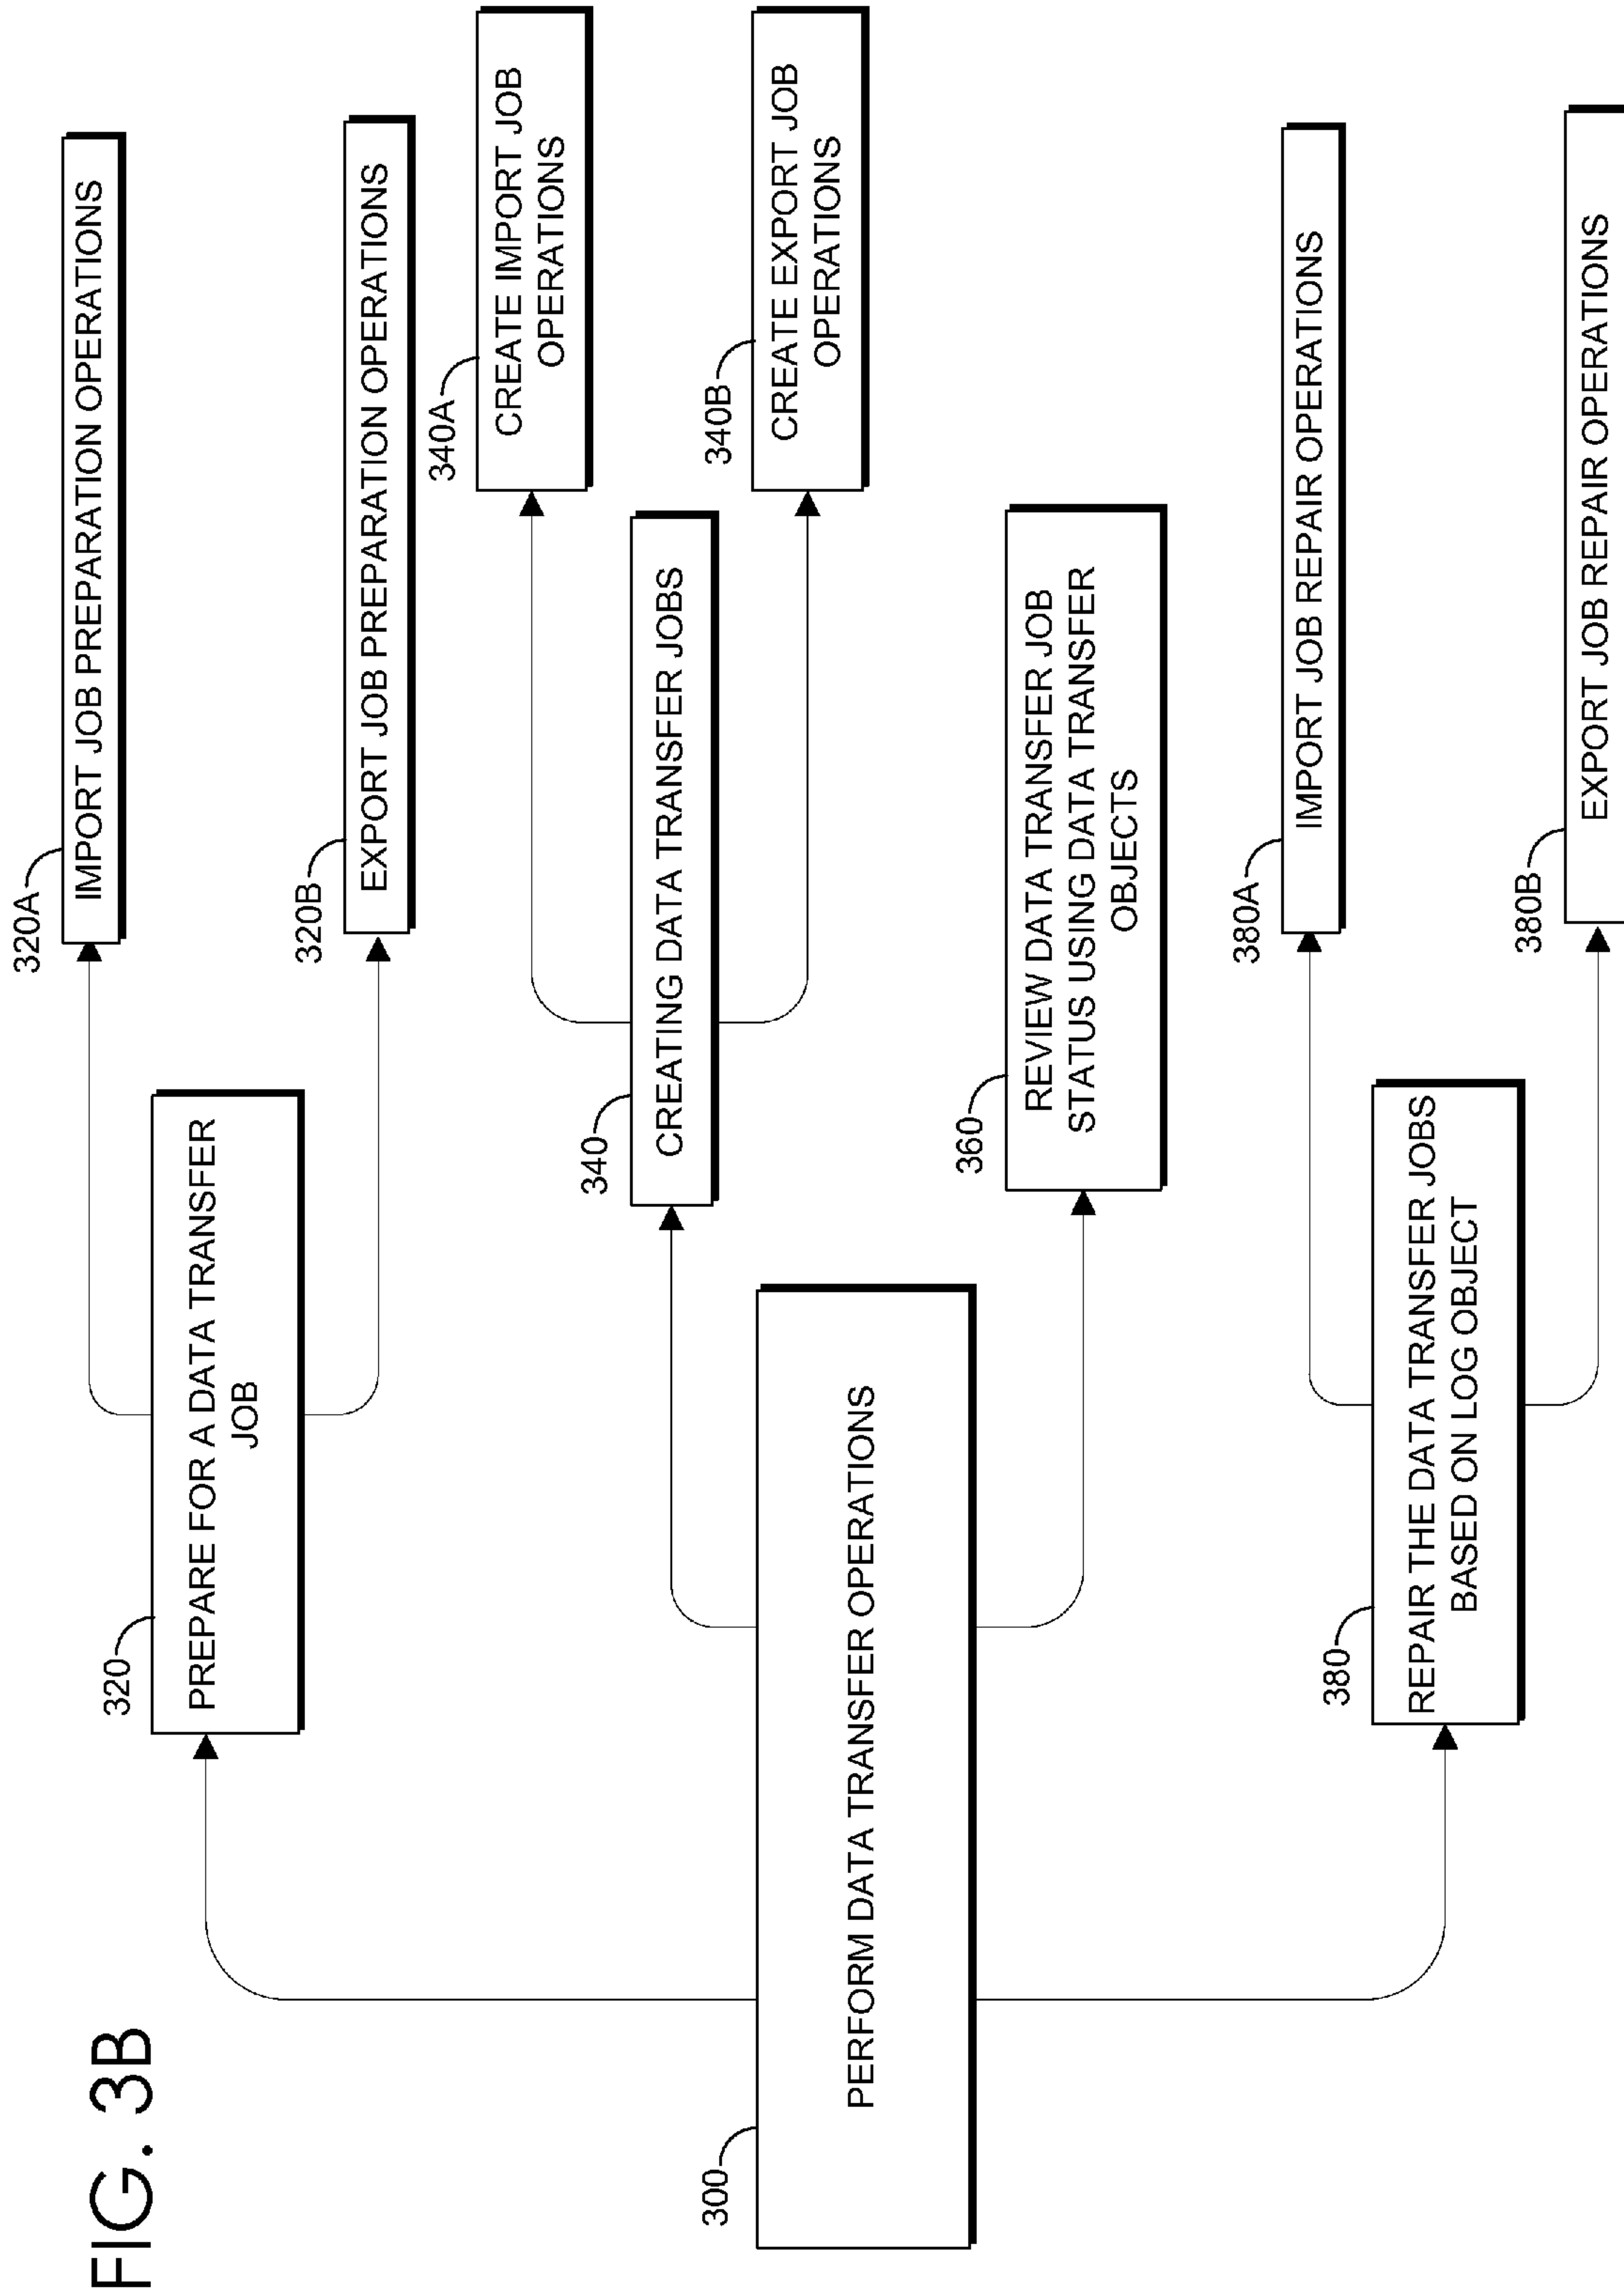 FIG. 3B
320A
IMPORT JOB PREPARATION OPERATIONS
320
PREPARE FOR A DATA TRANSFER
JOB
320B
EXPORT JOB PREPARATION OPERATIONS
340A
CREATE IMPORT JOB
OPERATIONS
340
CREATING DATA TRANSFER JOBS
340B
CREATE EXPORT JOB
OPERATIONS
300
PERFORM DATA TRANSFER OPERATIONS
360
REVIEW DATA TRANSFER JOB
STATUS USING DATA TRANSFER
OBJECTS
380A
IMPORT JOB REPAIR OPERATIONS
380
REPAIR THE DATA TRANSFER JOBS
BASED ON LOG OBJECT
380B
EXPORT JOB REPAIR OPERATIONS